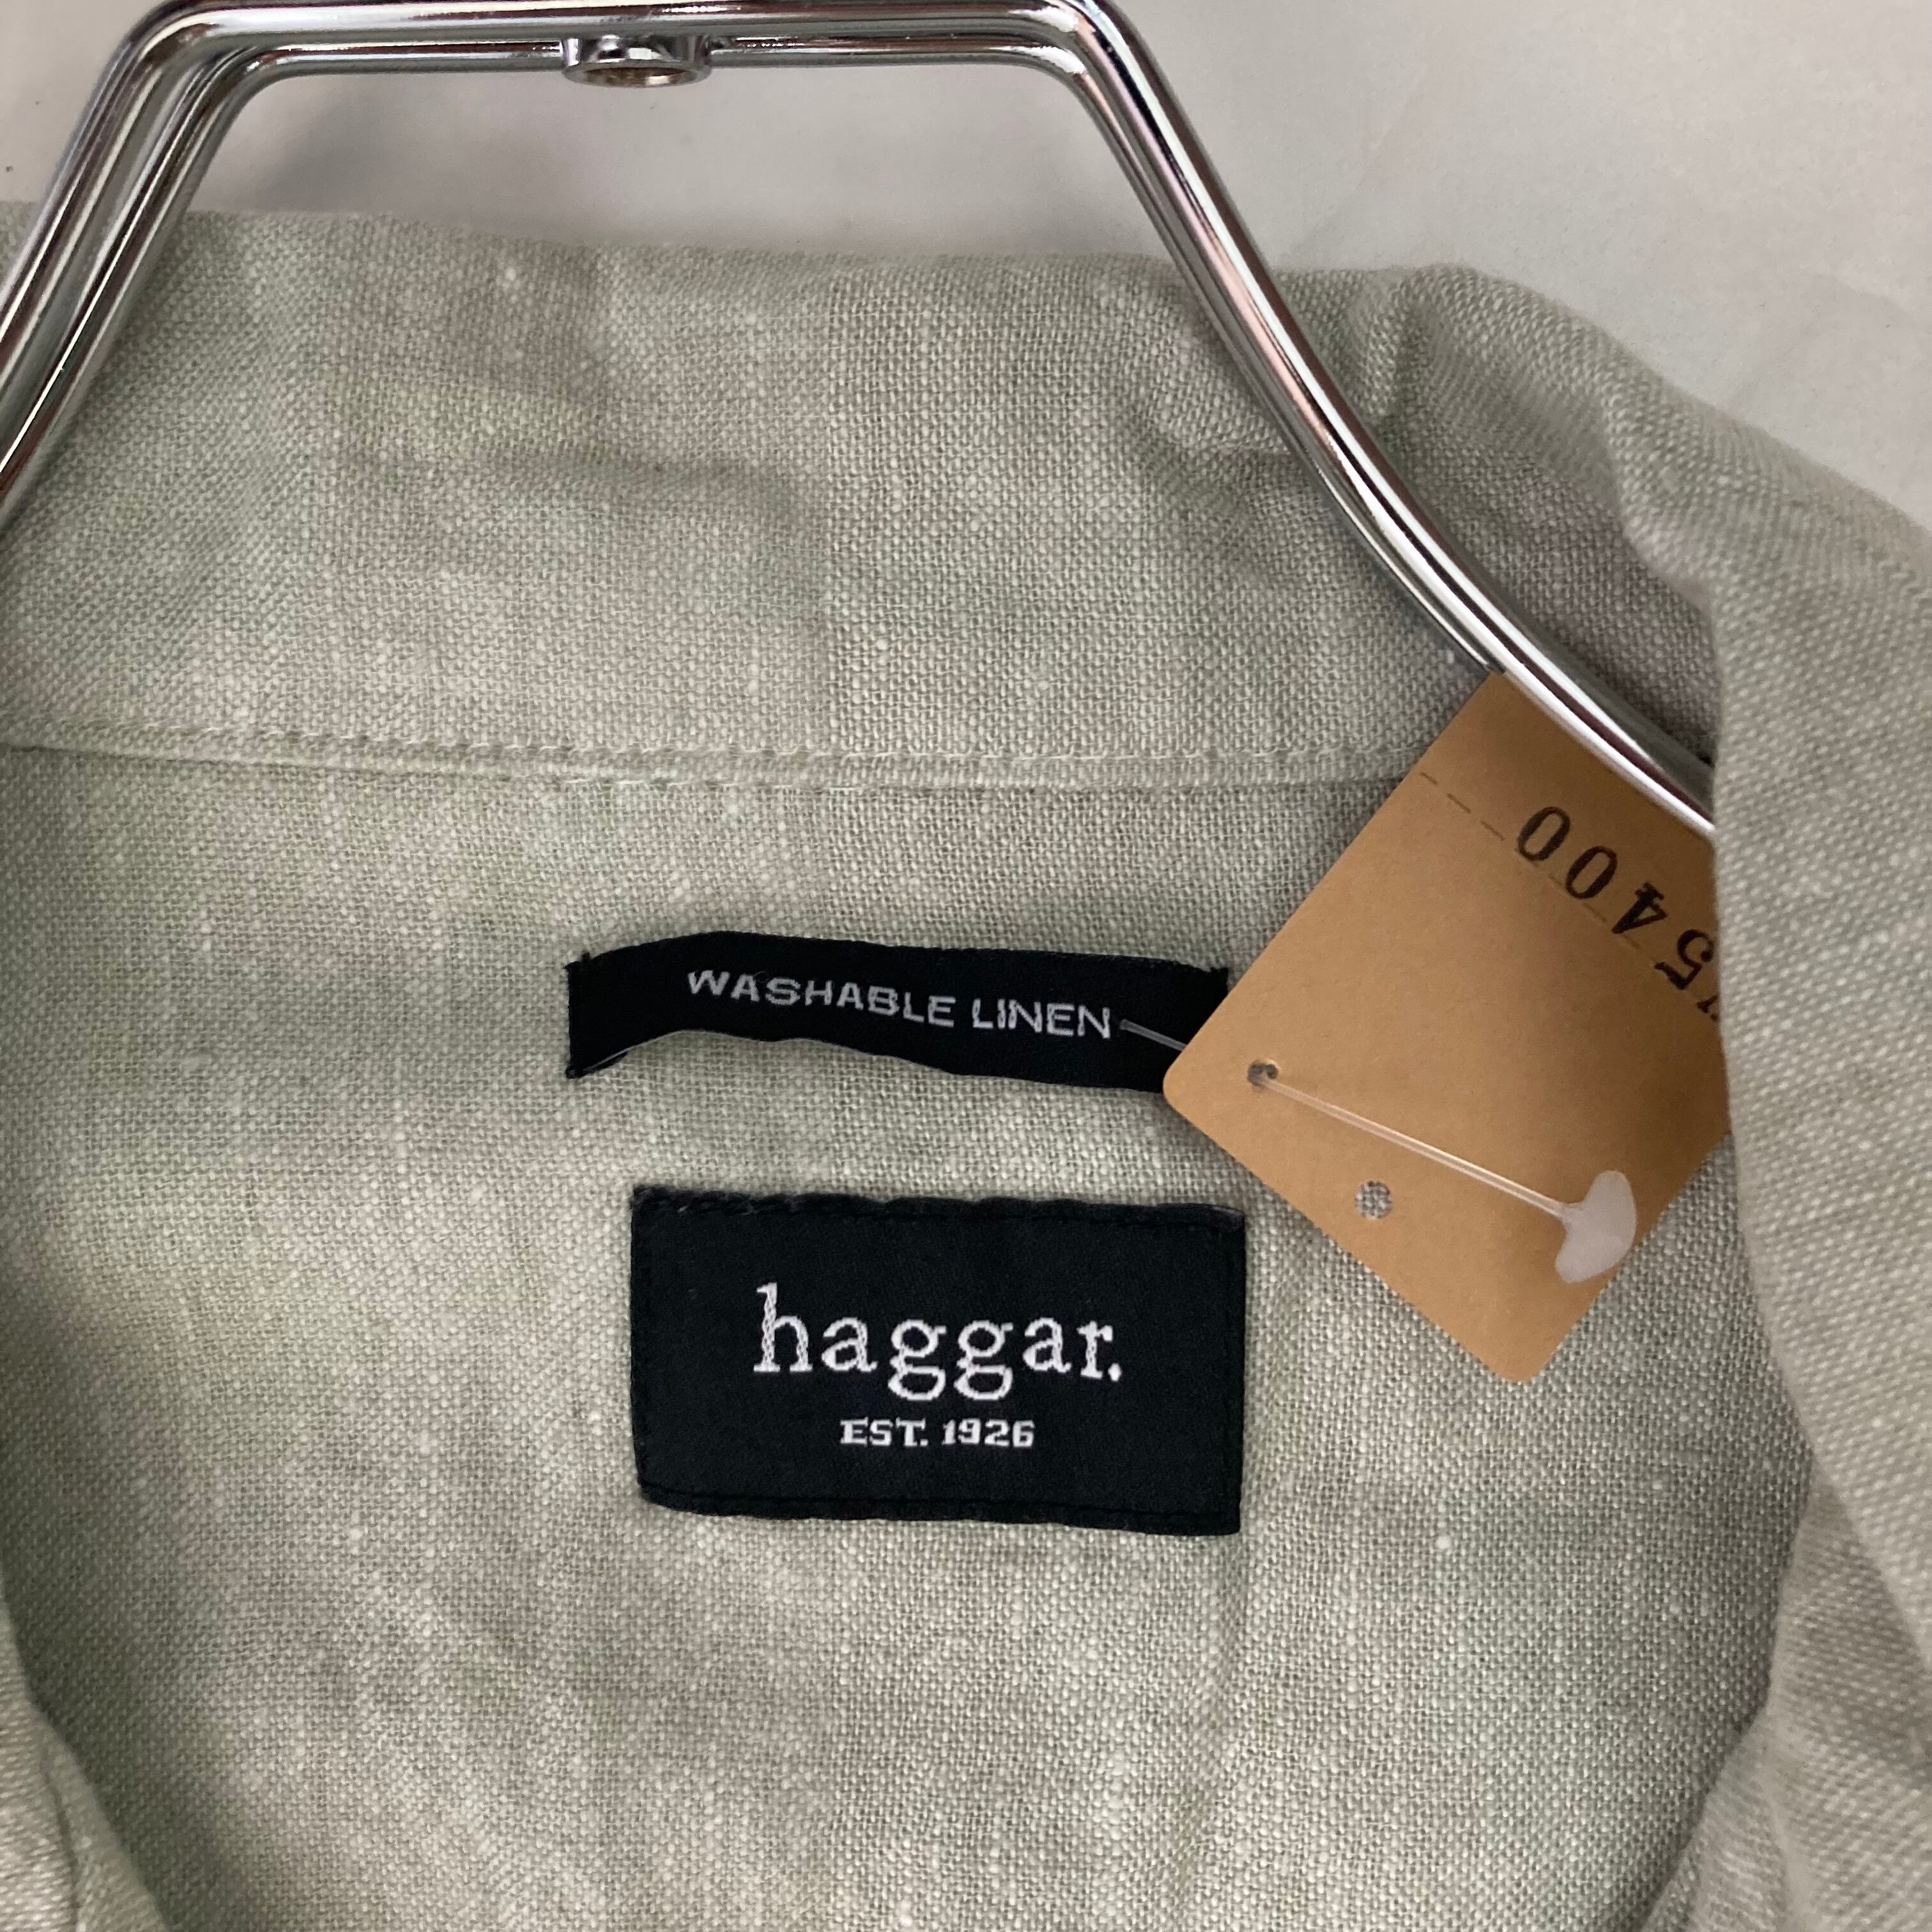 WASHABLE LINEN
haggar.
EST. 1926
5400